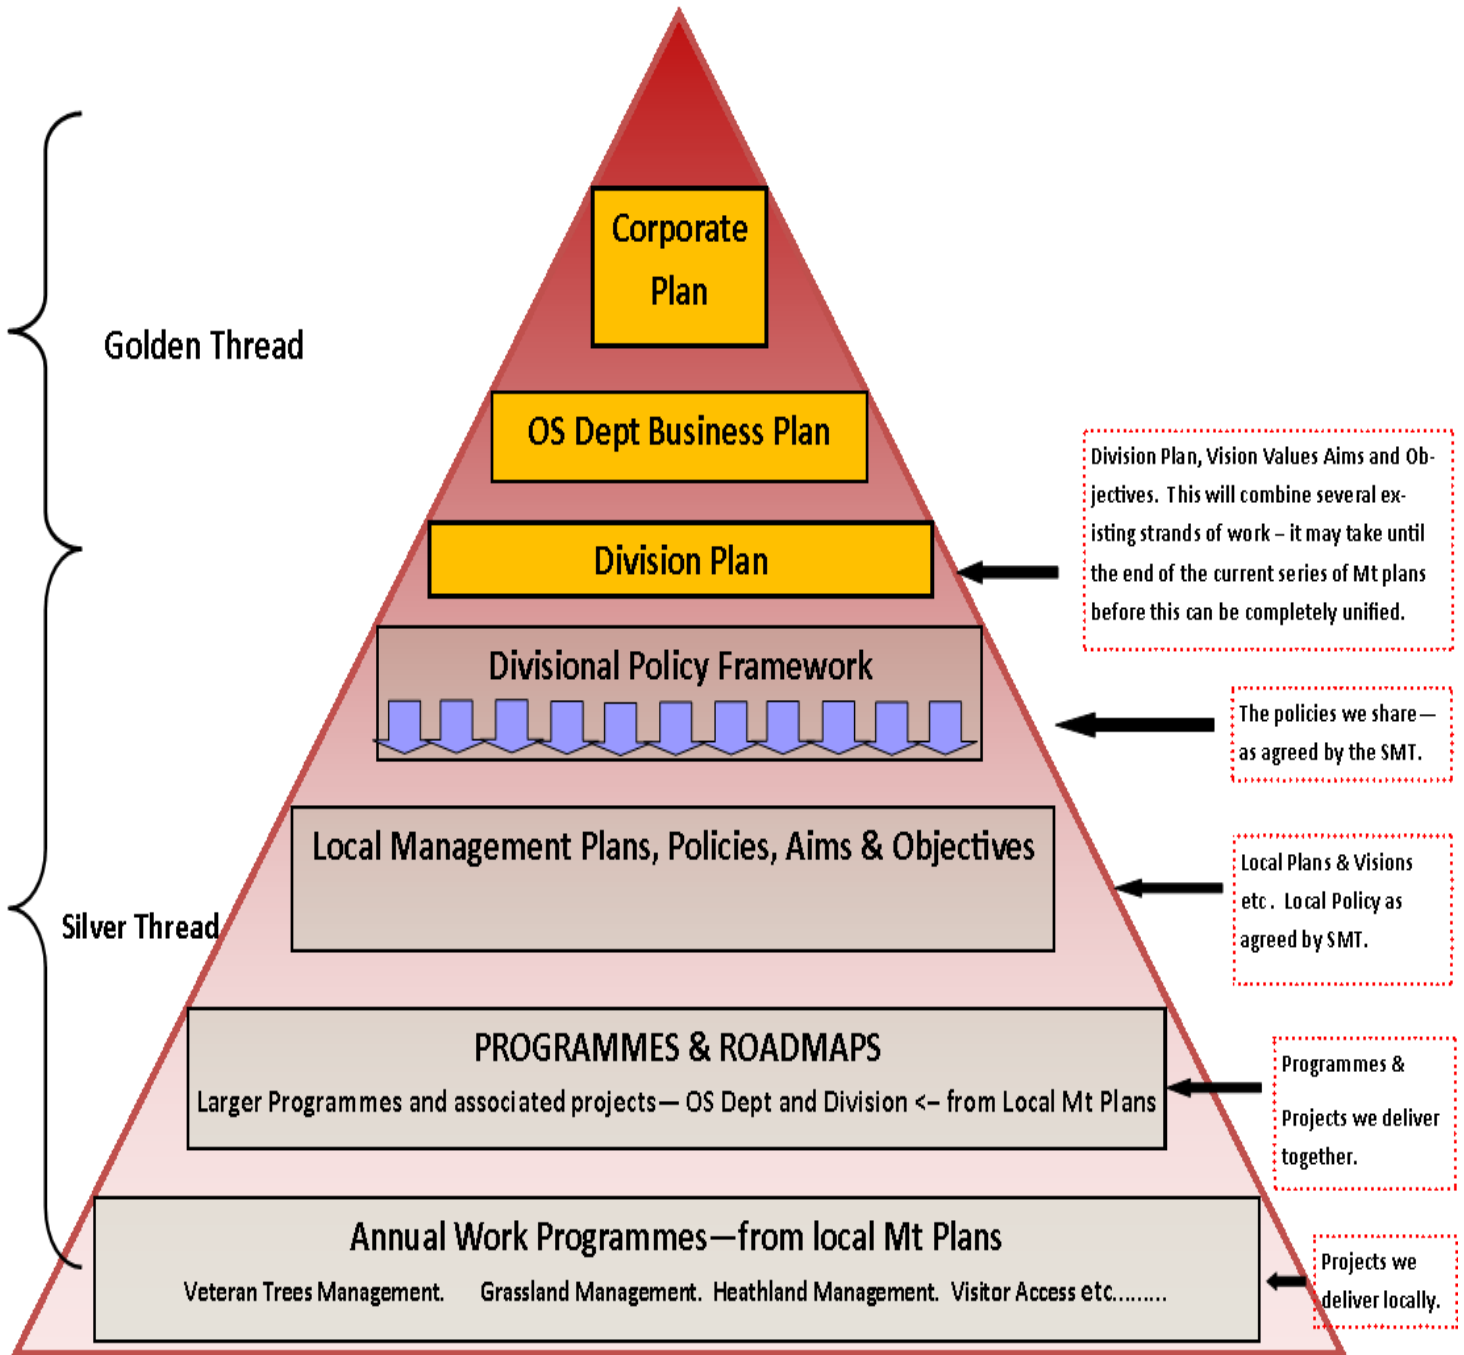 Corporate
Plan
Golden Thread
OS Dept Business Plan
Division Plan
Division Plan, Vision Values Aims and Ob-
jectives. This will combine several ex-
isting strands of work – it may take until
the end of the current series of Mt plans
before this can be completely unified.
Divisional Policy Framework
The policies we share—
as agreed by the SMT.
Local Management Plans, Policies, Aims & Objectives
Local Plans & Visions
etc . Local Policy as
agreed by SMT.
Silver Thread
PROGRAMMES & ROADMAPS
Larger Programmes and associated projects— OS Dept and Division <– from Local Mt Plans
Programmes &
Projects we deliver
together.
Annual Work Programmes—from local Mt Plans
Veteran Trees Management. Grassland Management. Heathland Management. Visitor Access etc.........
Projects we
deliver locally.